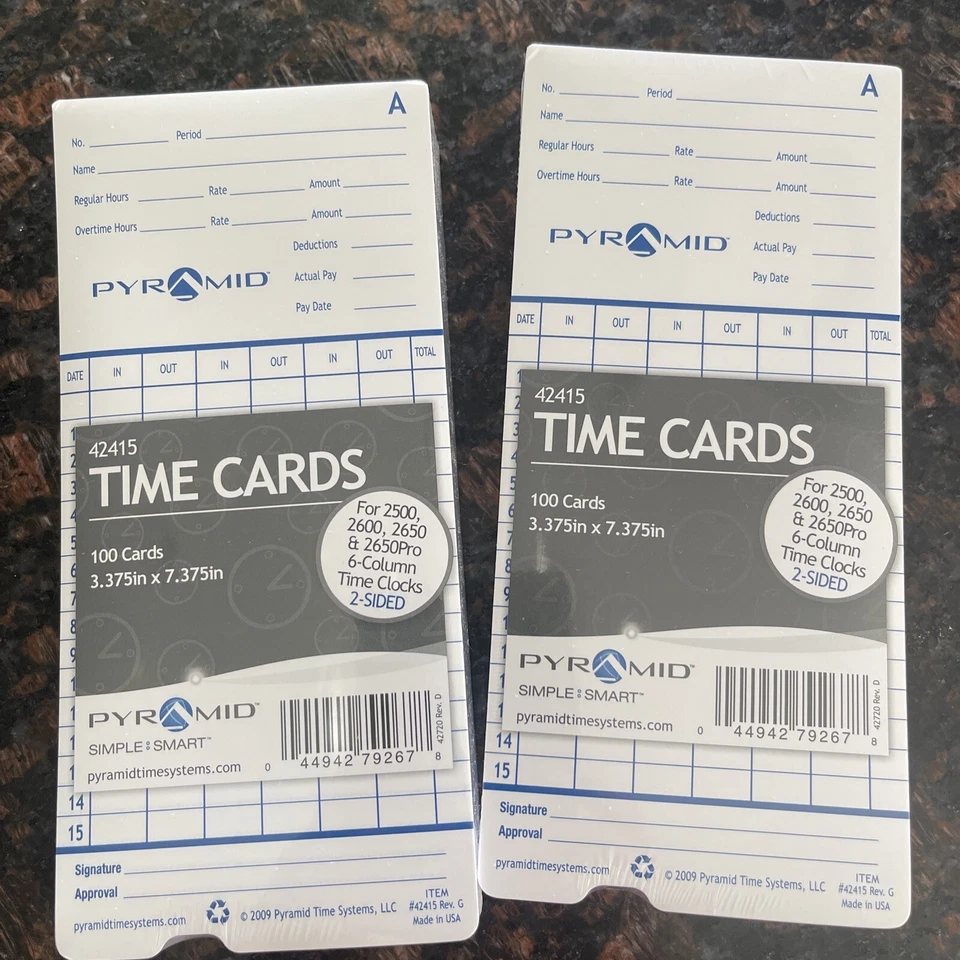 A
No. Period
Name
Regular Hours Rate Amount
Overtime Hours Rate Amount
Deductions
PYRAMID™ Actual Pay
Pay Date
DATE IN OUT IN OUT IN OUT TOTAL
42415
TIME CARDS
100 Cards
3.375in x 7.375in
For 2500,
2600, 2650
& 2650Pro
6-Column
Time Clocks
2-SIDED
PYRAMID™
SIMPLE SMART™
pyramidtimesystems.com
0 44942 79267 8
42720 Rev. D
14
15
Signature
Approval
pyramidtimesystems.com © 2009 Pyramid Time Systems, LLC
ITEM
#42415 Rev. G
Made in USA
A
No. Period
Name
Regular Hours Rate Amount
Overtime Hours Rate Amount
Deductions
PYRAMID™ Actual Pay
Pay Date
DATE IN OUT IN OUT IN OUT TOTAL
42415
TIME CARDS
100 Cards
3.375in x 7.375in
For 2500,
2600, 2650
& 2650Pro
6-Column
Time Clocks
2-SIDED
PYRAMID™
SIMPLE SMART™
pyramidtimesystems.com
0 44942 79267 8
42720 Rev. D
14
15
Signature
Approval
pyramidtimesystems.com © 2009 Pyramid Time Systems, LLC
ITEM
#42415 Rev. G
Made in USA